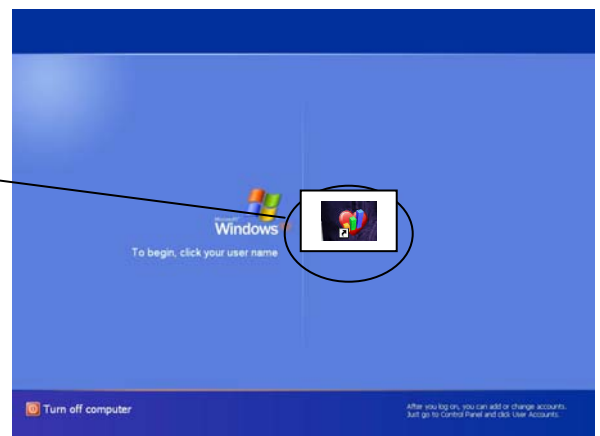 Microsoft
Windows
To begin, click your user name
Turn off computer
After you log on, you can add or change accounts.
Just go to Control Panel and click User Accounts.